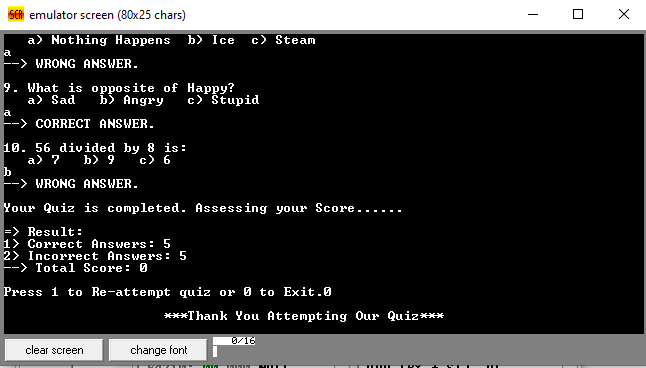 SCR emulator screen (80x25 chars)
a) Nothing Happens b) Ice c) Steam
a
--> WRONG ANSWER.
9. What is opposite of Happy?
a) Sad b) Angry c) Stupid
a
--> CORRECT ANSWER.
10. 56 divided by 8 is:
a) 7 b) 9 c) 6
b
--> WRONG ANSWER.
Your Quiz is completed. Assessing your Score......
=> Result:
1) Correct Answers: 5
2) Incorrect Answers: 5
--> Total Score: 0
Press 1 to Re-attempt quiz or 0 to Exit.0
***Thank You Attempting Our Quiz***
clear screen change font 0/16